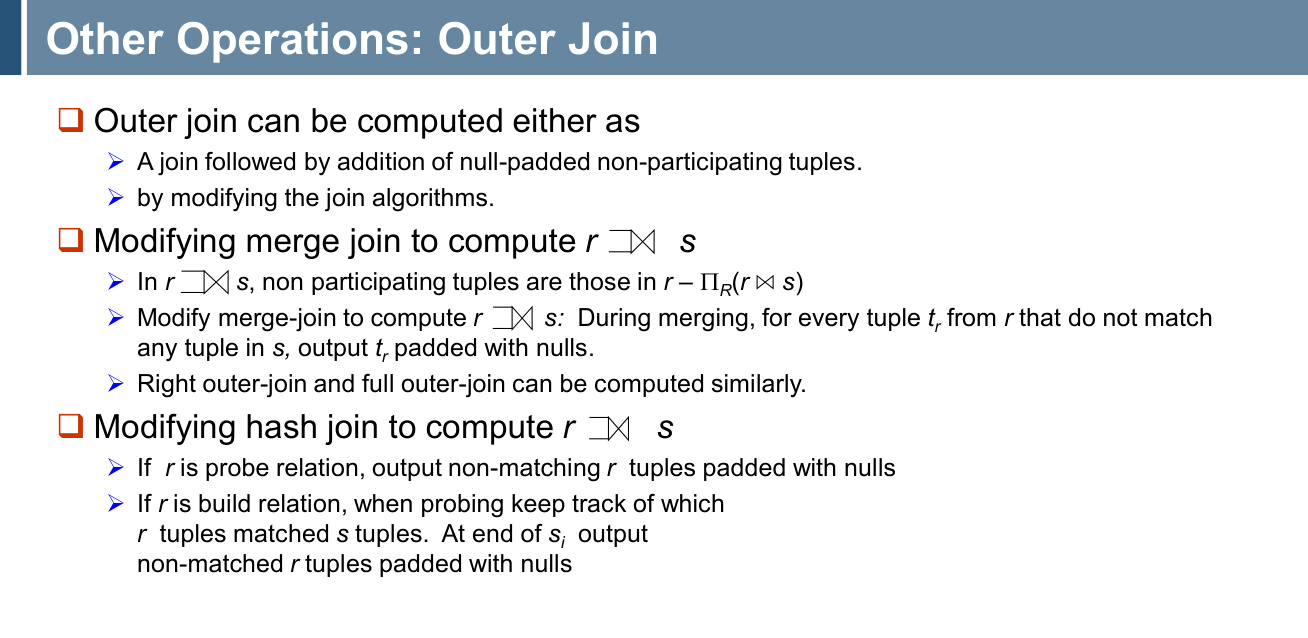 Other Operations: Outer Join
❑ Outer join can be computed either as
➢ A join followed by addition of null-padded non-participating tuples.
➢ by modifying the join algorithms.
❑ Modifying merge join to compute r ⟕ s
➢ In r ⟕ s, non participating tuples are those in r – Π_R(r ⋈ s)
➢ Modify merge-join to compute r ⟕ s: During merging, for every tuple t_r from r that do not match
any tuple in s, output t_r padded with nulls.
➢ Right outer-join and full outer-join can be computed similarly.
❑ Modifying hash join to compute r ⟕ s
➢ If r is probe relation, output non-matching r tuples padded with nulls
➢ If r is build relation, when probing keep track of which
r tuples matched s tuples. At end of s_i output
non-matched r tuples padded with nulls